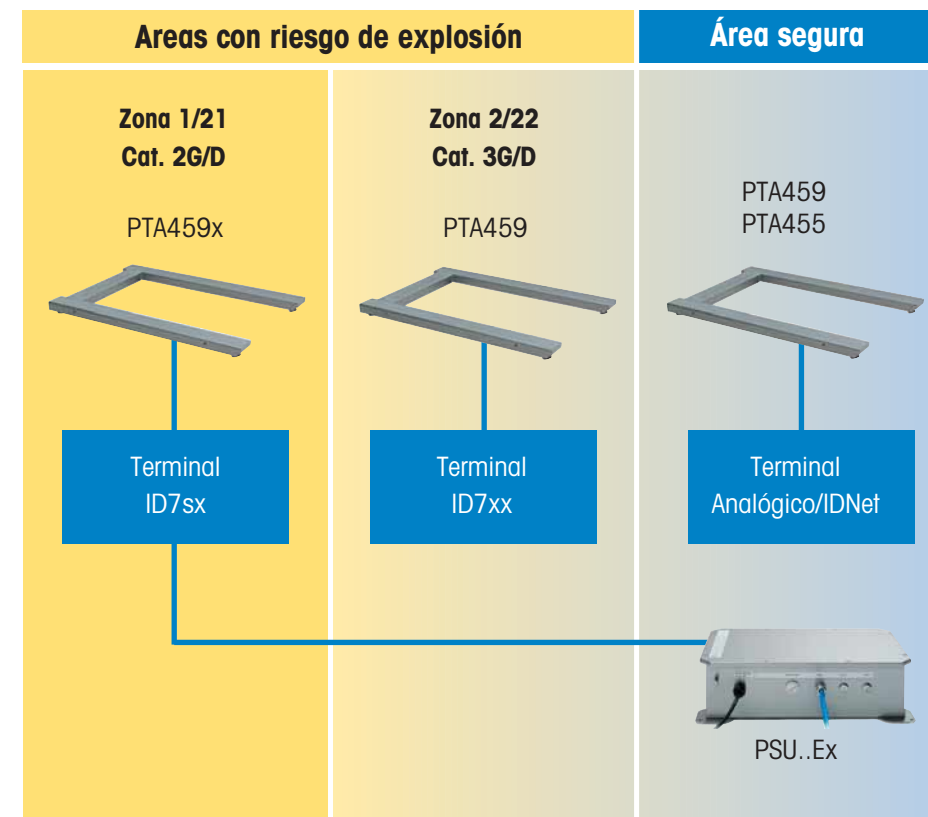 Areas con riesgo de explosión
Área segura
Zona 1/21
Cat. 2G/D
PTA459x
Terminal
ID7sx
Zona 2/22
Cat. 3G/D
PTA459
Terminal
ID7xx
PTA459
PTA455
Terminal
Analógico/IDNet
PSU..Ex